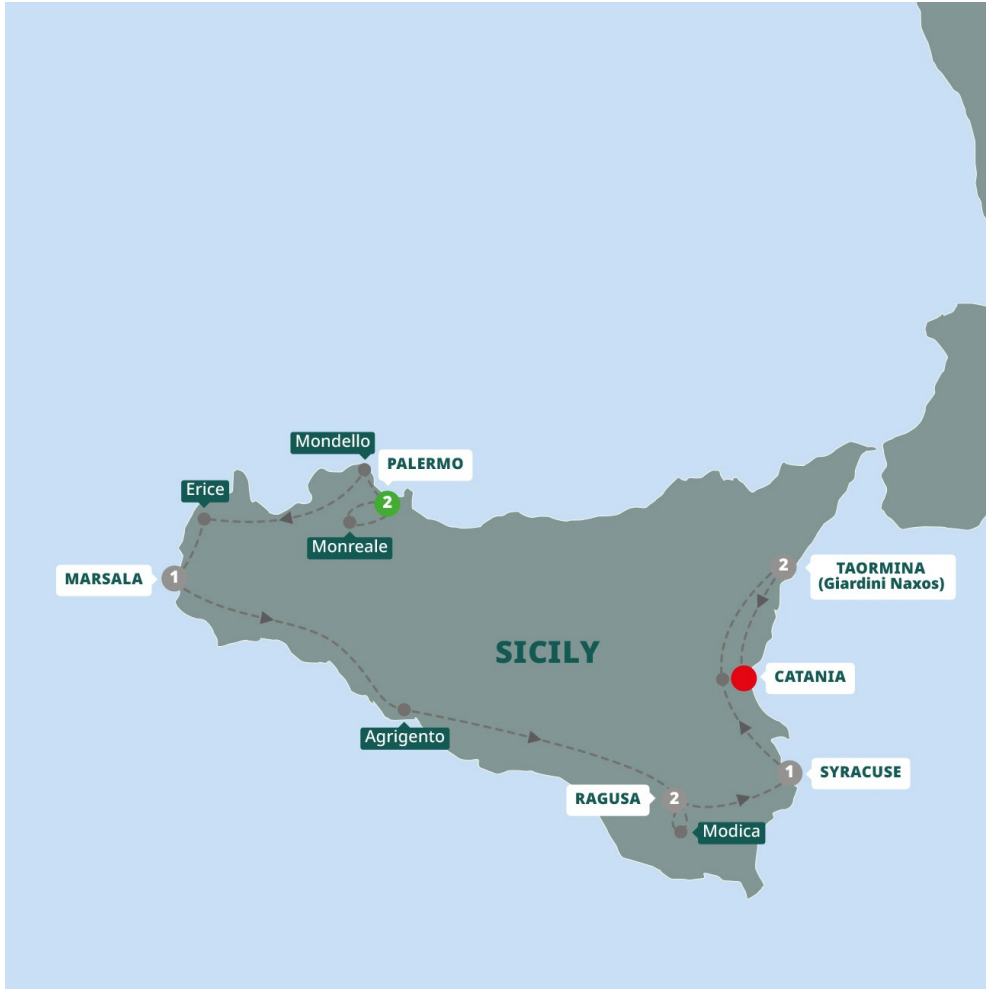 Mondello
PALERMO
2
Erice
Monreale
MARSALA
1
2
TAORMINA
(Giardini Naxos)
SICILY
CATANIA
Agrigento
SYRACUSE
1
RAGUSA
2
Modica